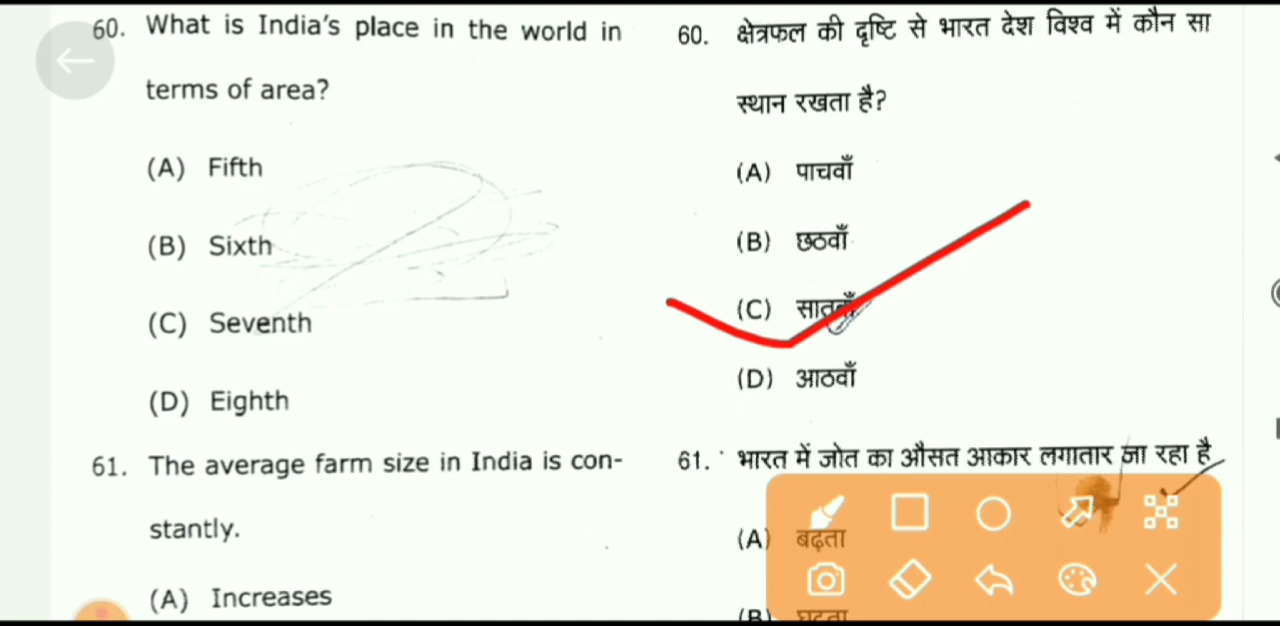 60. What is India's place in the world in
terms of area?
(A) Fifth
(B) Sixth
(C) Seventh
(D) Eighth
61. The average farm size in India is con-
stantly.
(A) Increases
60. क्षेत्रफल की दृष्टि से भारत देश विश्व में कौन सा
स्थान रखता है?
(A) पाचवाँ
(B) छठवाँ
(C) सातवाँ
(D) आठवाँ
61. भारत में जोत का औसत आकार लगातार जा रहा है
(A) बढ़ता
(B) घटता